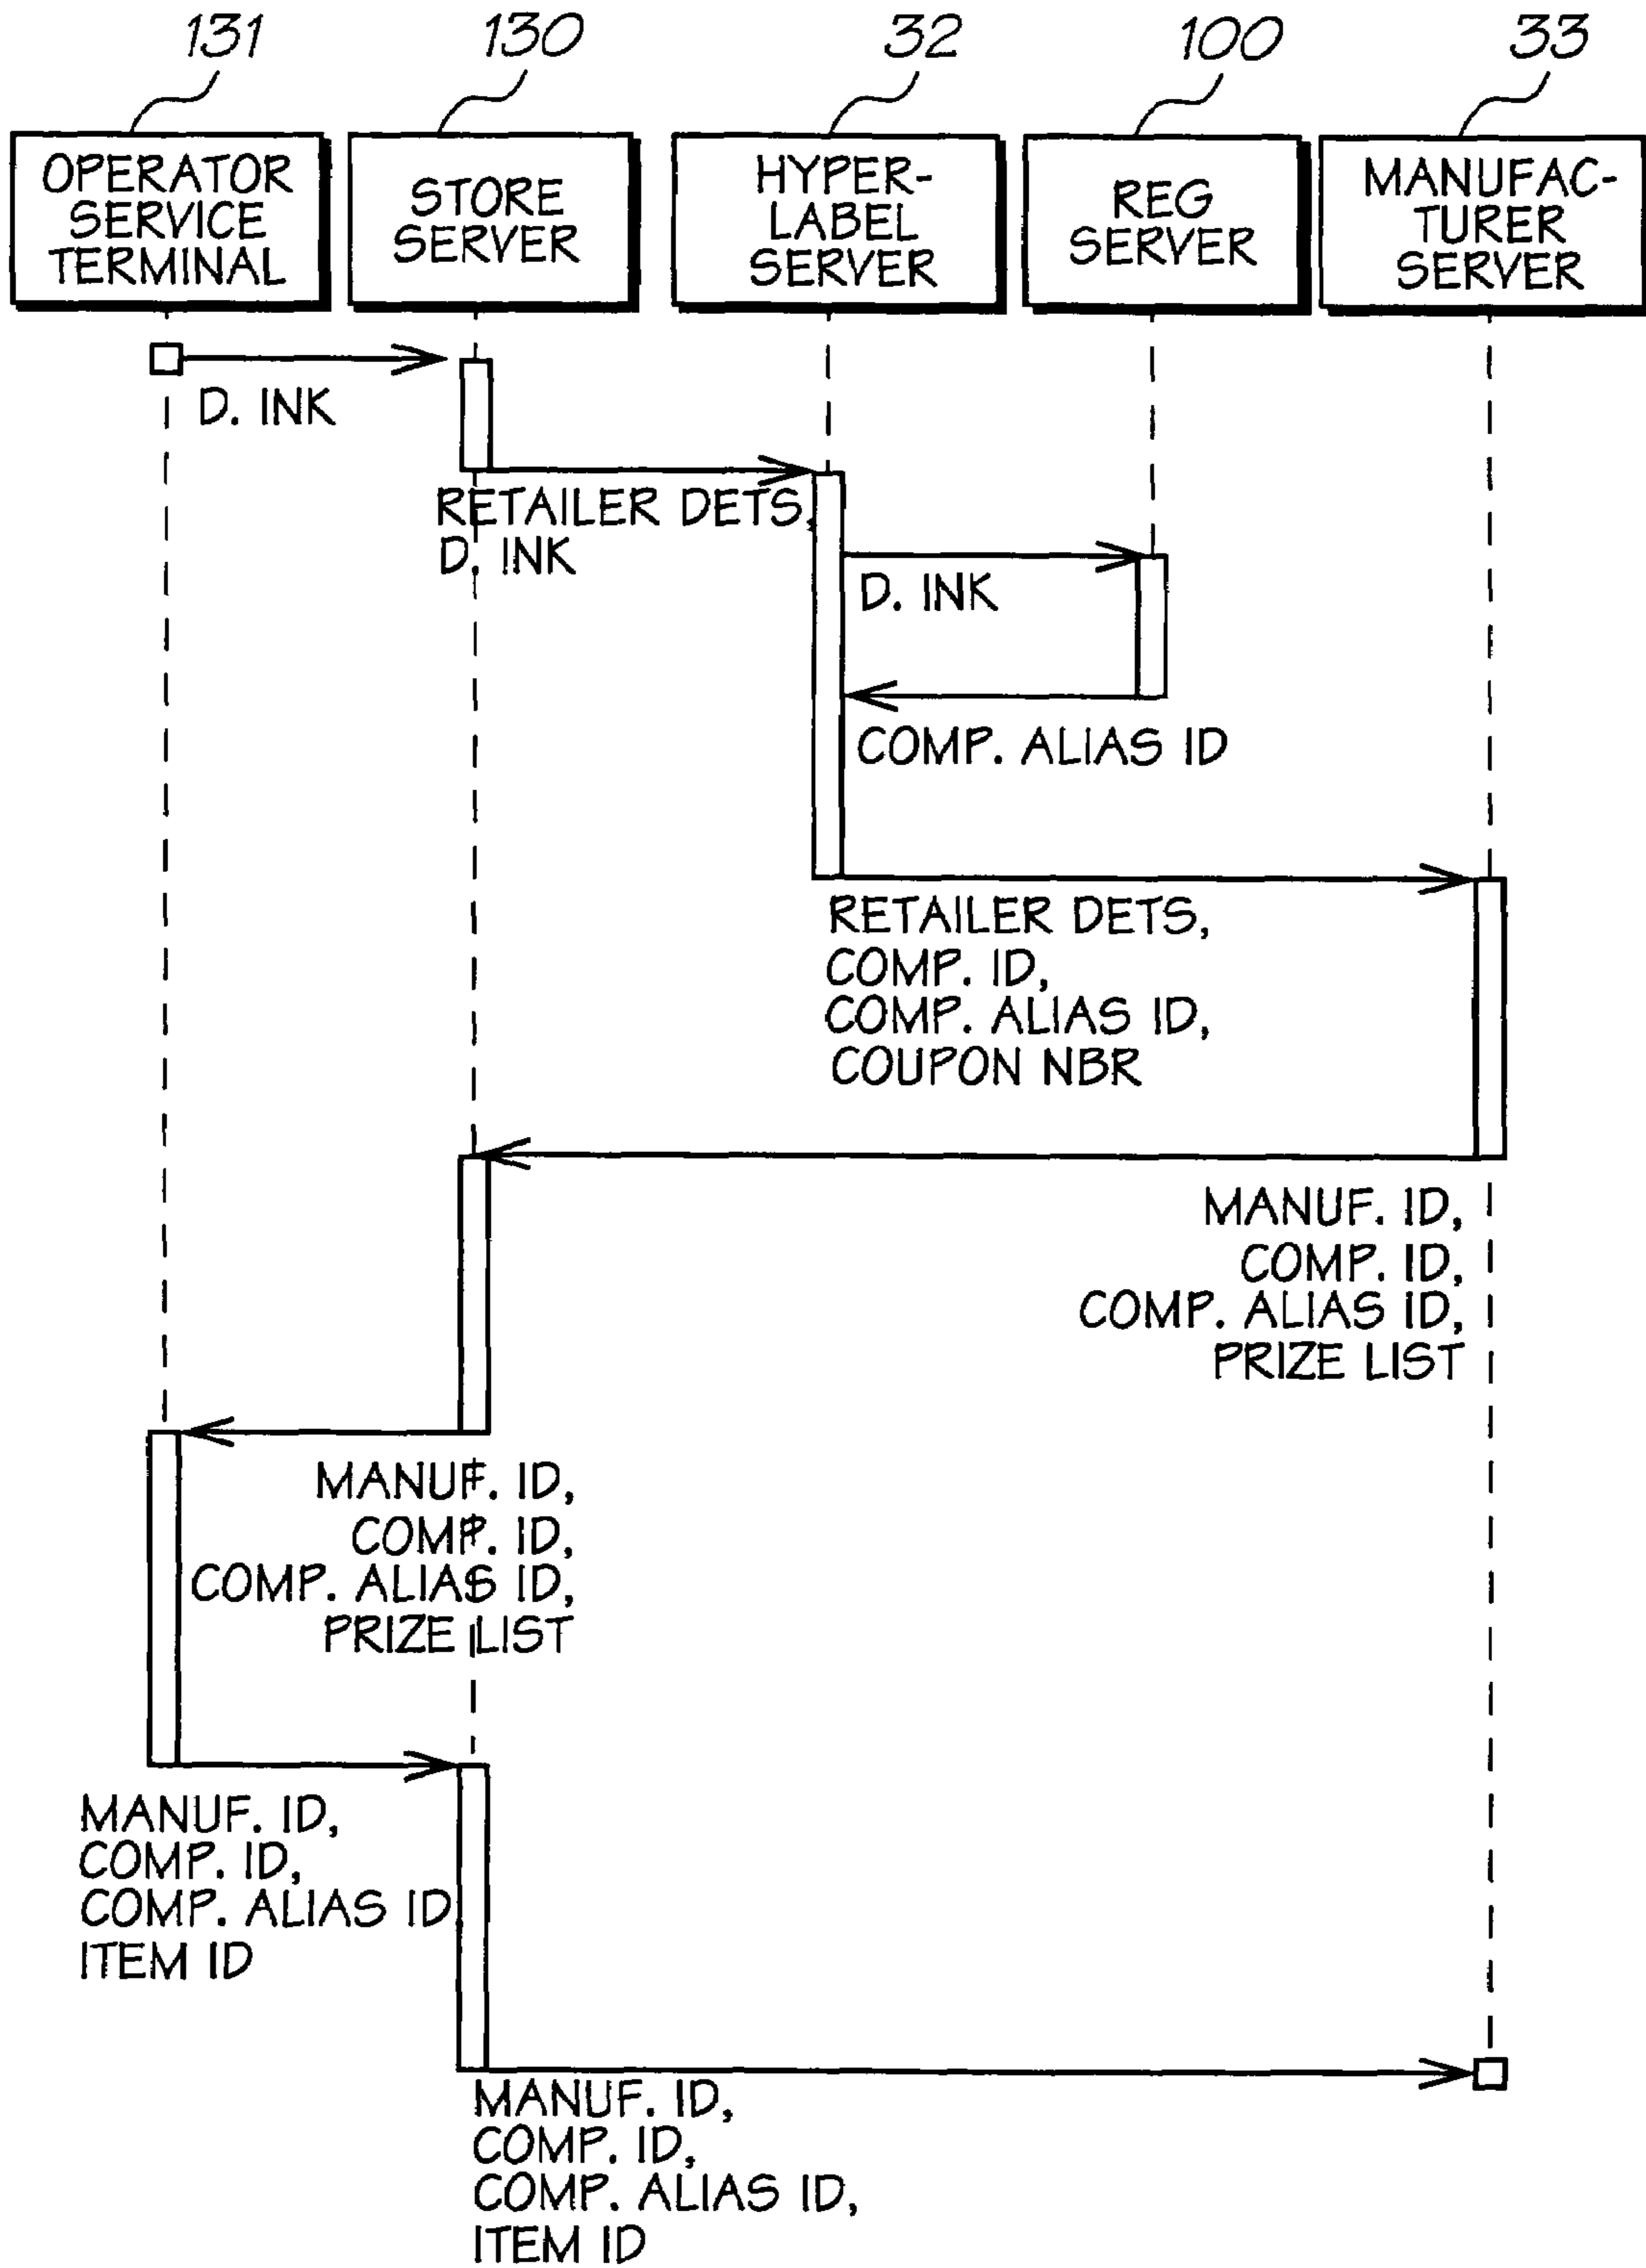 131
130
32
100
33
OPERATOR
SERVICE
TERMINAL
STORE
SERVER
HYPER-
LABEL
SERVER
REG
SERVER
MANUFAC-
TURER
SERVER
D. INK
RETAILER DETS,
D. INK
D. INK
COMP. ALIAS ID
RETAILER DETS,
COMP. ID,
COMP. ALIAS ID,
COUPON NBR
MANUF. ID,
COMP. ID,
COMP. ALIAS ID,
PRIZE LIST
MANUF. ID,
COMP. ID,
COMP. ALIAS ID,
PRIZE LIST
MANUF. ID,
COMP. ID,
COMP. ALIAS ID
ITEM ID
MANUF. ID,
COMP. ID,
COMP. ALIAS ID,
ITEM ID